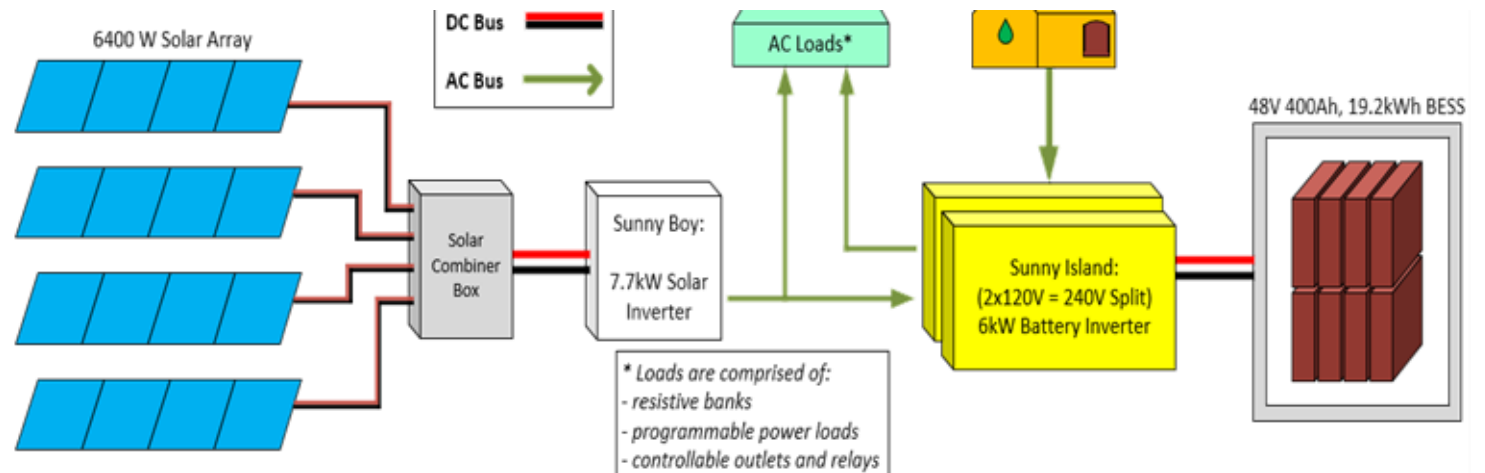 DC Bus
AC Bus
6400 W Solar Array
AC Loads*
48V 400Ah, 19.2kWh BESS
Solar
Combiner
Box
Sunny Boy:
7.7kW Solar
Inverter
Sunny Island:
(2x120V = 240V Split)
6kW Battery Inverter
* Loads are comprised of:
- resistive banks
- programmable power loads
- controllable outlets and relays